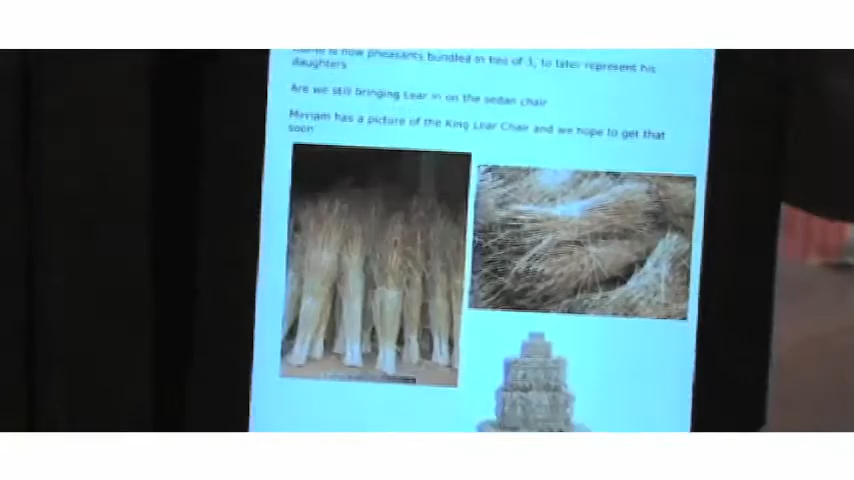 is now pheasants bundled in two of 3, to later represent his
daughters
Are we still bringing Lear in on the sedan chair
Mirriam has a picture of the King Lear Chair and we hope to get that
soon